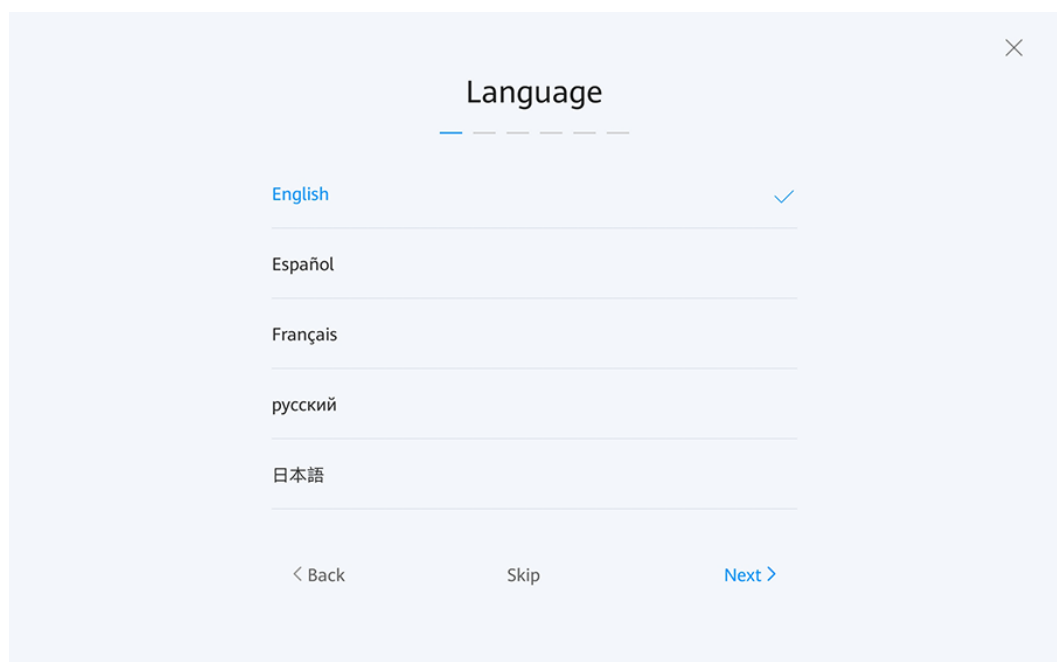 Language
English
Español
Français
русский
日本語
Back Skip Next